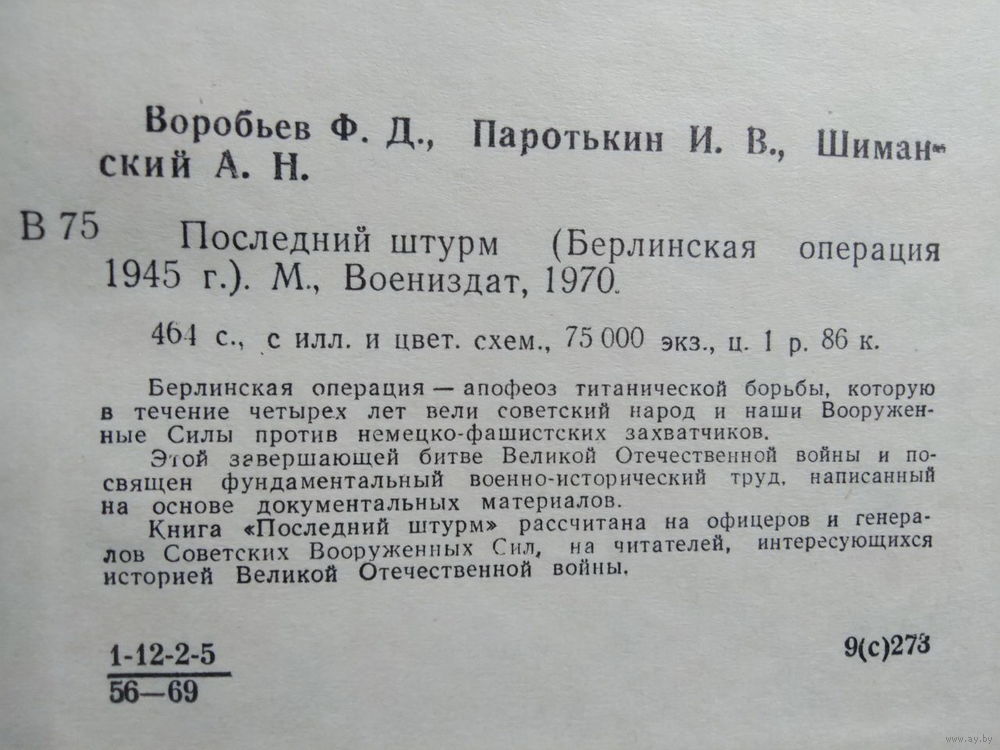 Воробьев Ф. Д., Паротькин И. В., Шиман-
ский А. Н.
В 75
Последний штурм (Берлинская операция
1945 г.). М., Воениздат, 1970.
464 с., с илл. и цвет. схем., 75 000 экз., ц. 1 р. 86 к.
Берлинская операция — апофеоз титанической борьбы, которую
в течение четырех лет вели советский народ и наши Вооружен-
ные Силы против немецко-фашистских захватчиков.
Этой завершающей битве Великой Отечественной войны и по-
священ фундаментальный военно-исторический труд, написанный
на основе документальных материалов.
Книга «Последний штурм» рассчитана на офицеров и генера-
лов Советских Вооруженных Сил, на читателей, интересующихся
историей Великой Отечественной войны.
1-12-2-5
56—69
9(с)273
www.ay.by